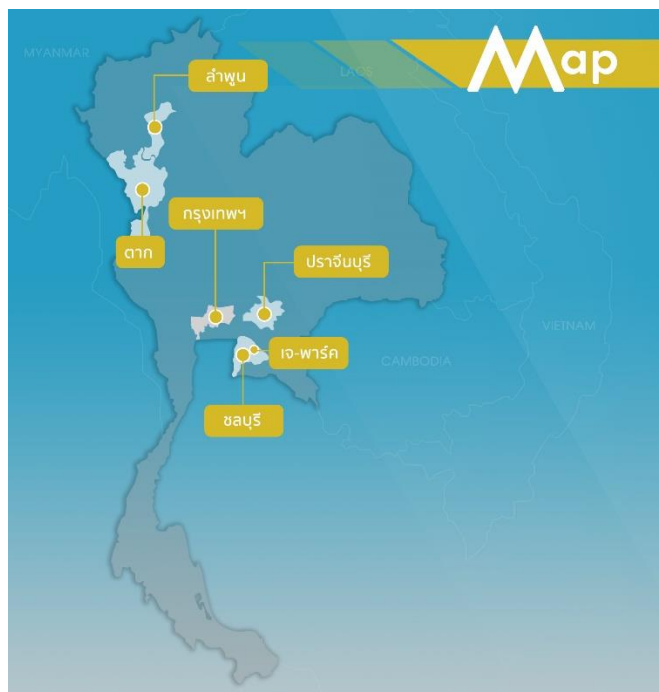 Map
MYANMAR
LAOS
ลำพูน
กรุงเทพฯ
ตาก
ปราจีนบุรี
VIETNAM
เจ-พาร์ค
CAMBODIA
ชลบุรี